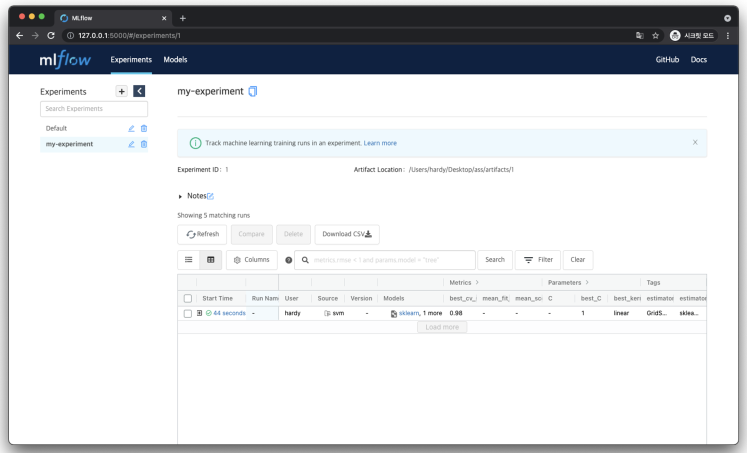 MLflow
127.0.0.1:5000/#/experiments/1
시크릿 모드
mlflow Experiments Models GitHub Docs
Experiments
Search Experiments
Default
my-experiment
my-experiment
Track machine learning training runs in an experiment. Learn more
Experiment ID: 1 Artifact Location: /Users/hardy/Desktop/ass/artifacts/1
Notes
Showing 5 matching runs
Refresh Compare Delete Download CSV
Columns metrics.rmse < 1 and params.model = "tree" Search Filter Clear
Metrics > Parameters > Tags
Start Time Run Nam User Source Version Models best_cv_ mean_fit_ mean_sc C best_C best_ker estimator estimator
44 seconds - hardy svm - sklearn, 1 more 0.98 - - - 1 linear GridS... sklea...
Load more